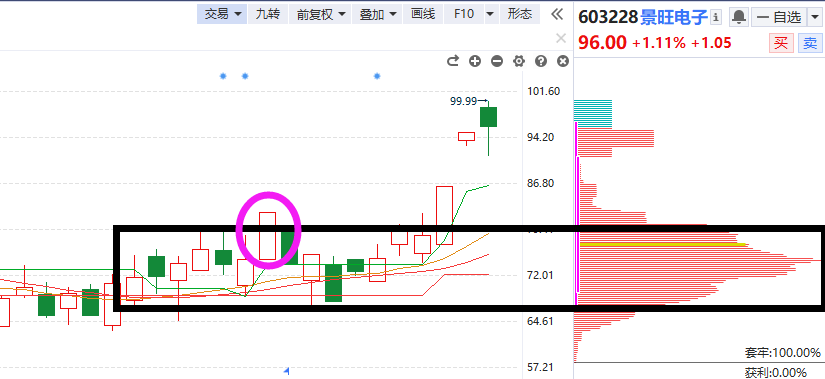 交易 九转 前复权 叠加 画线 F10 形态
603228 景旺电子 自选
96.00 +1.11% +1.05 买 卖
101.60
99.99
94.20
86.80
72.01
64.61
套牢:100.00%
57.21
获利:0.00%